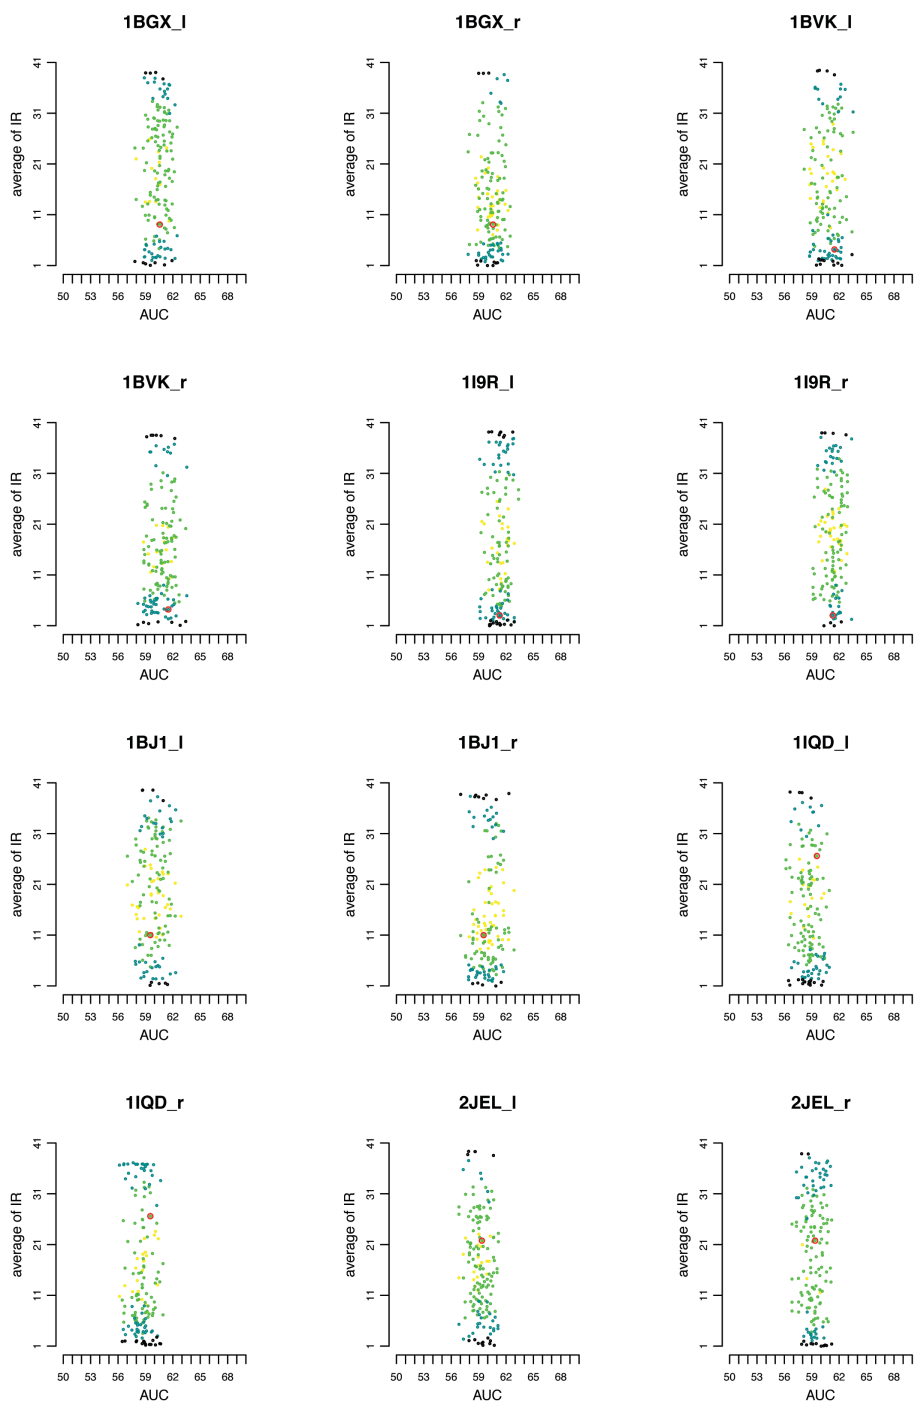 1BGX_l 1BGX_r 1BVK_l
average of IR average of IR average of IR
41 41 41
31 31 31
21 21 21
11 11 11
1 1 1
50 53 56 59 62 65 68 50 53 56 59 62 65 68 50 53 56 59 62 65 68
AUC AUC AUC
1BVK_r 1I9R_l 1I9R_r
average of IR average of IR average of IR
41 41 41
31 31 31
21 21 21
11 11 11
1 1 1
50 53 56 59 62 65 68 50 53 56 59 62 65 68 50 53 56 59 62 65 68
AUC AUC AUC
1BJ1_l 1BJ1_r 1IQD_l
average of IR average of IR average of IR
41 41 41
31 31 31
21 21 21
11 11 11
1 1 1
50 53 56 59 62 65 68 50 53 56 59 62 65 68 50 53 56 59 62 65 68
AUC AUC AUC
1IQD_r 2JEL_l 2JEL_r
average of IR average of IR average of IR
41 41 41
31 31 31
21 21 21
11 11 11
1 1 1
50 53 56 59 62 65 68 50 53 56 59 62 65 68 50 53 56 59 62 65 68
AUC AUC AUC